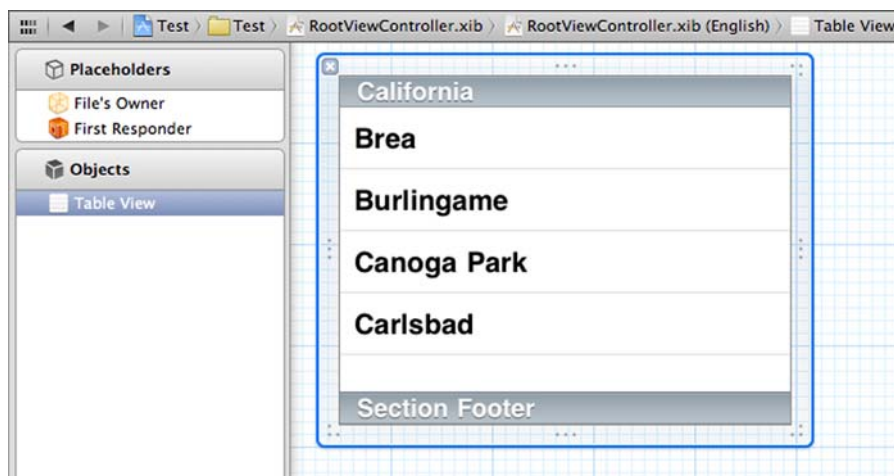 Test Test RootViewController.xib RootViewController.xib (English) Table View
Placeholders
File's Owner
First Responder
Objects
Table View
California
Brea
Burlingame
Canoga Park
Carlsbad
Section Footer